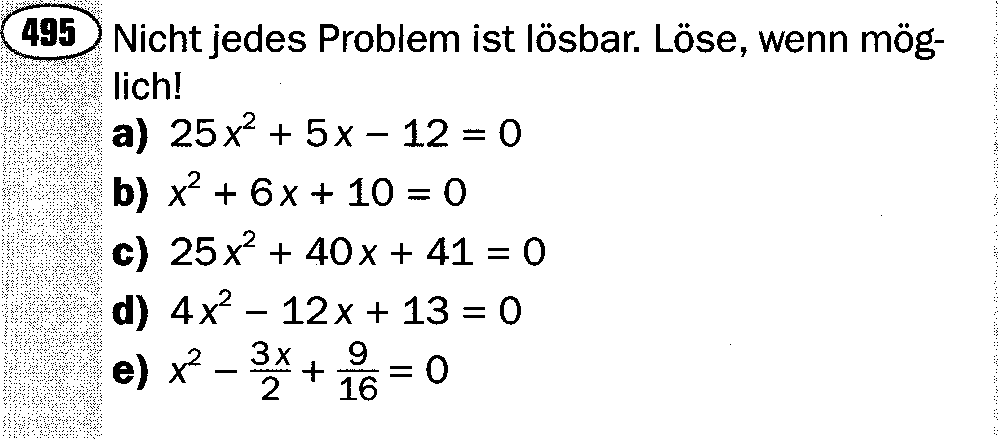 495 Nicht jedes Problem ist lösbar. Löse, wenn mög-
lich!
a) 25x² + 5x − 12 = 0
b) x² + 6x + 10 = 0
c) 25x² + 40x + 41 = 0
d) 4x² − 12x + 13 = 0
e) x² − 3x/2 + 9/16 = 0